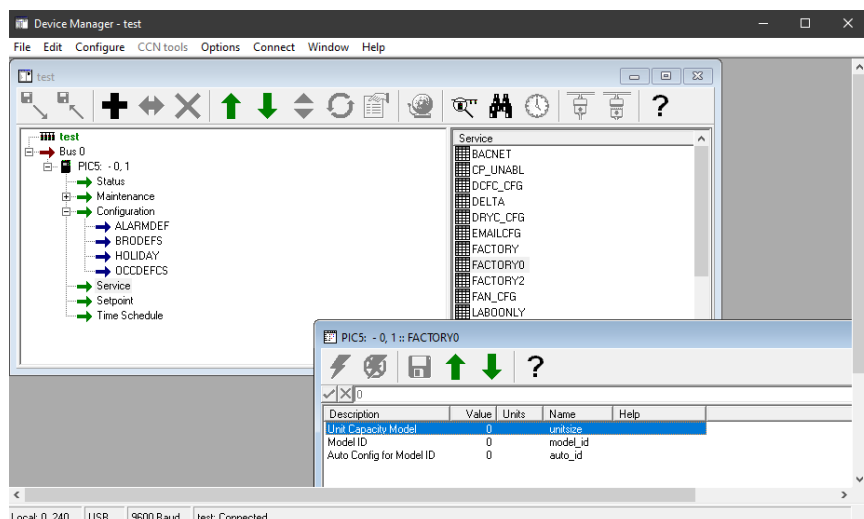 Device Manager - test
File Edit Configure CCN tools Options Connect Window Help
test
test
Bus 0
PIC5: - 0, 1
Status
Maintenance
Configuration
ALARMDEF
BRODEFS
HOLIDAY
OCCDEFCS
Service
Setpoint
Time Schedule
Service
BACNET
CP_UNABL
DCFC_CFG
DELTA
DRYC_CFG
EMAILCFG
FACTORY
FACTORY0
FACTORY2
FAN_CFG
LABOONLY
PIC5: - 0, 1 :: FACTORY0
0
Description Value Units Name Help
Unit Capacity Model 0 unitsize
Model ID 0 model_id
Auto Config for Model ID 0 auto_id
Local: 0, 240 USB 9600 Baud test: Connected